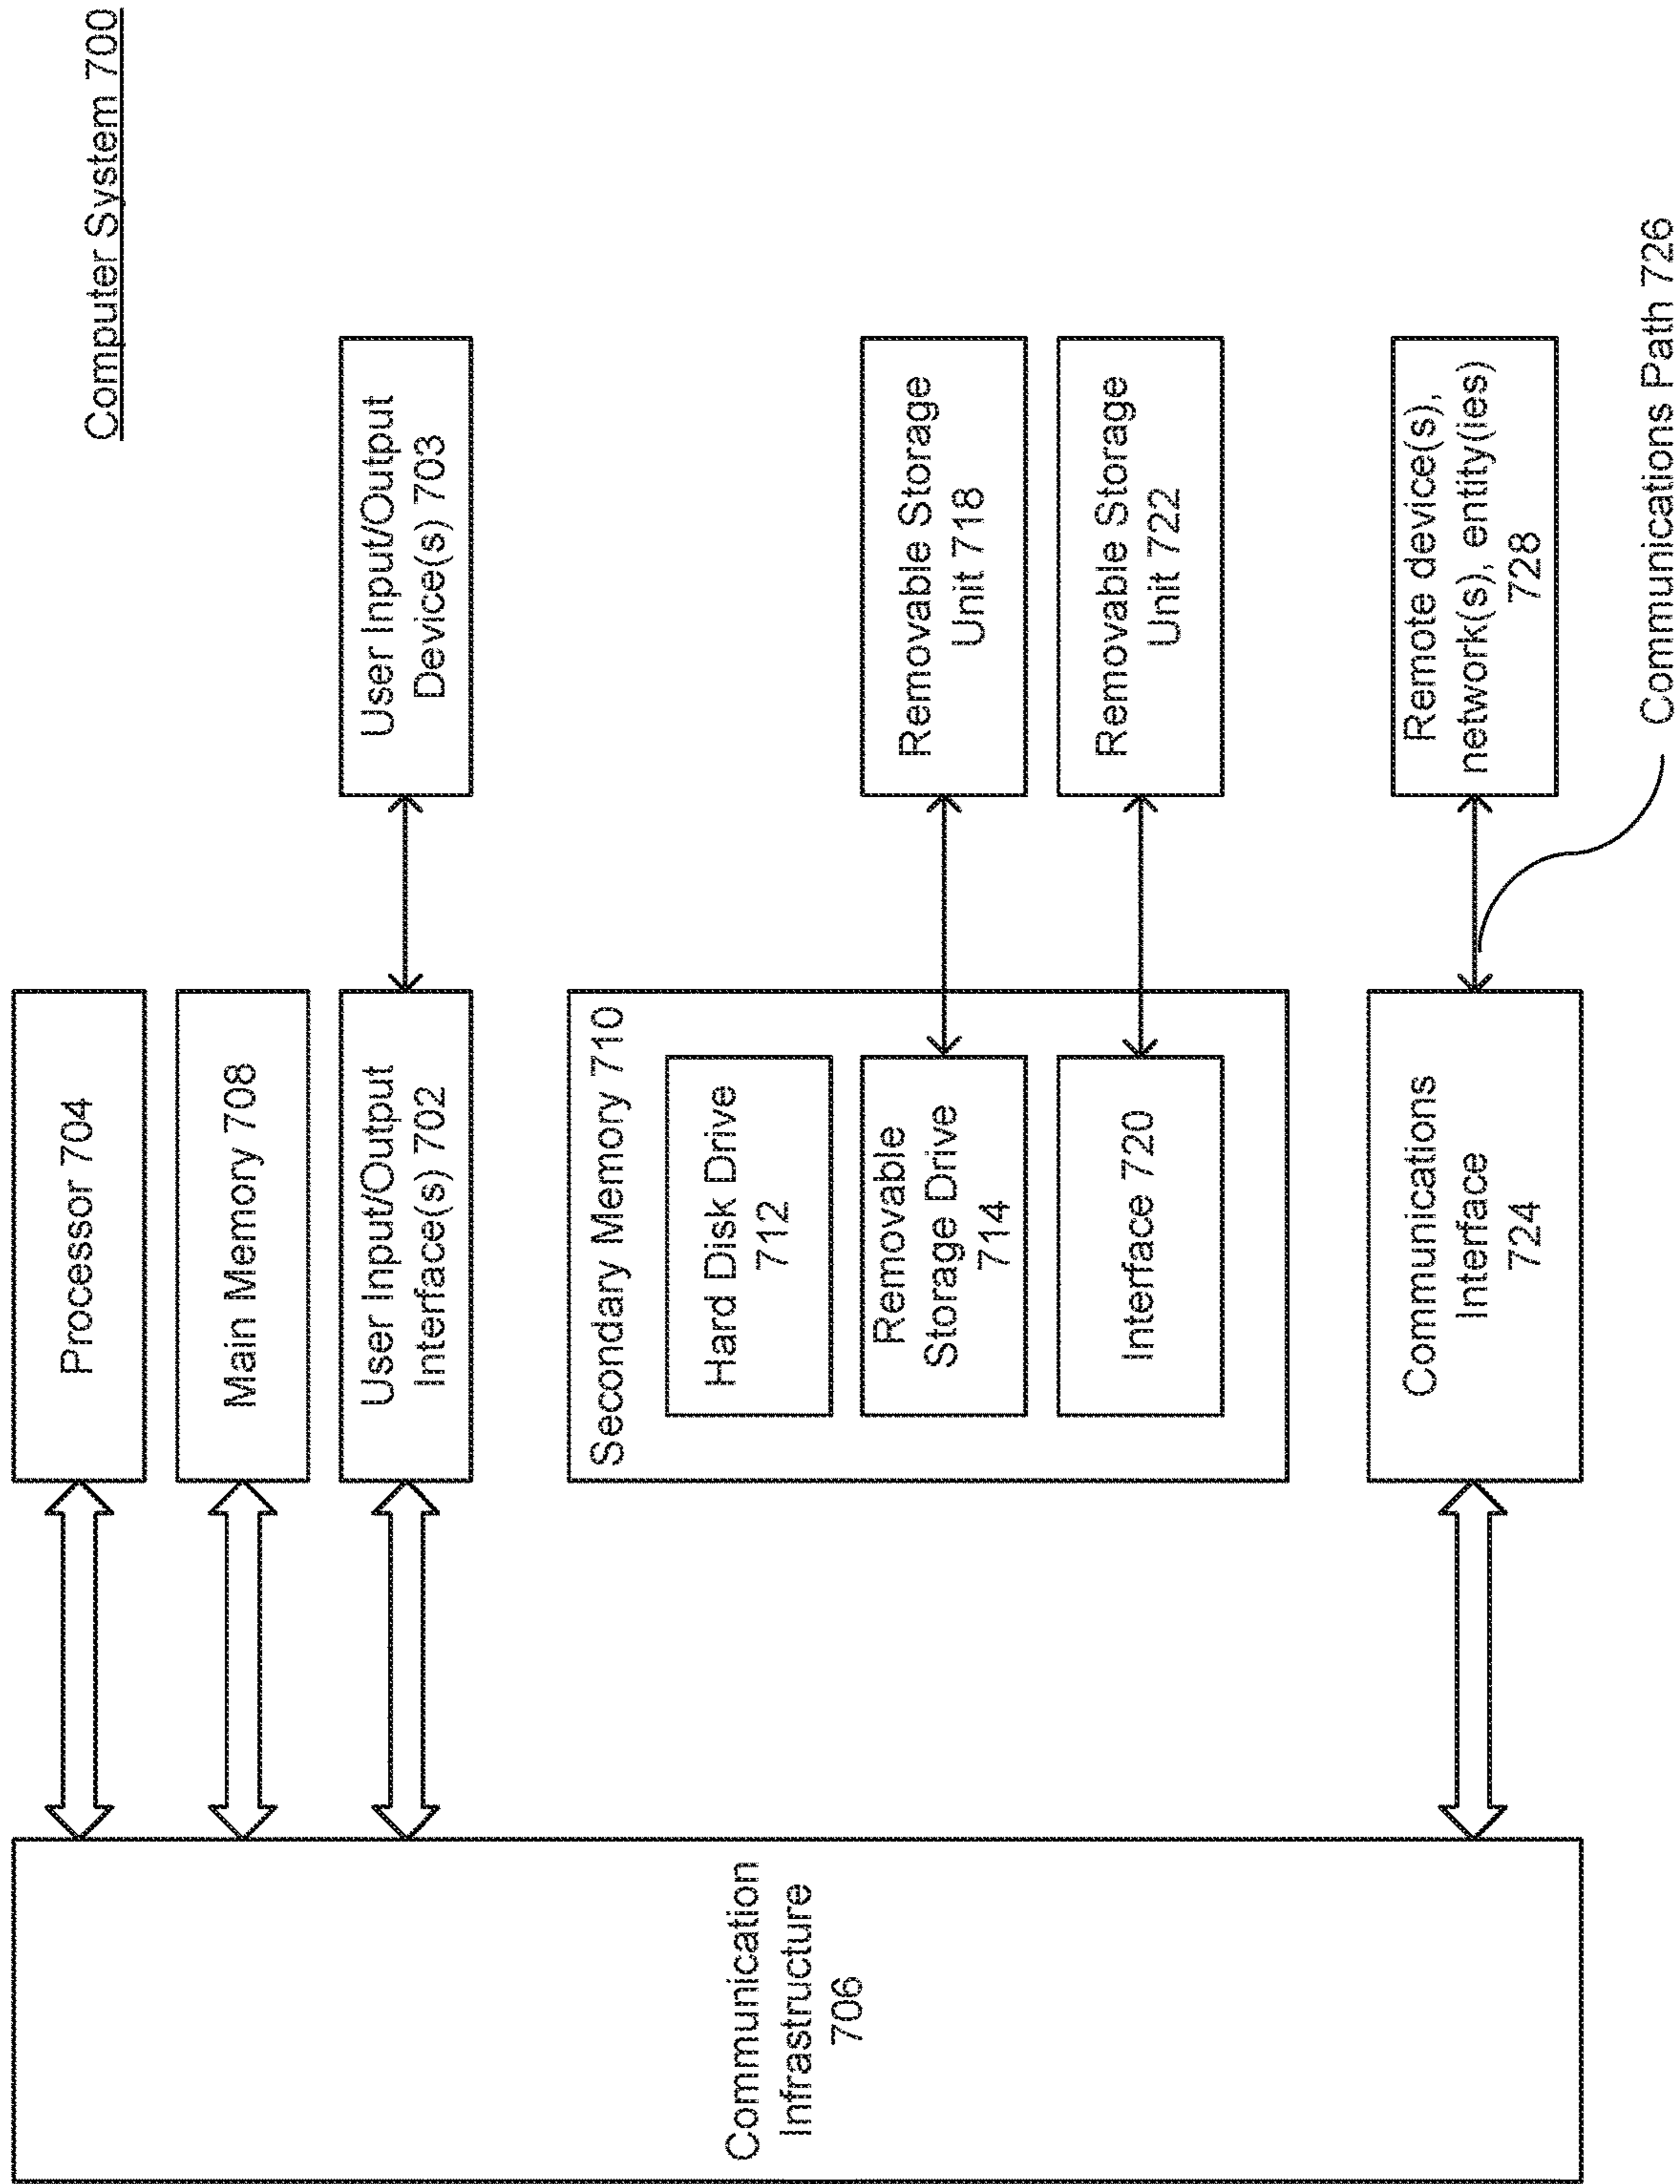 Computer System 700
Processor 704
Main Memory 708
User Input/Output
Interface(s) 702
User Input/Output
Device(s) 703
Communication
Infrastructure
706
Secondary Memory 710
Hard Disk Drive
712
Removable
Storage Drive
714
Removable Storage
Unit 718
Interface 720
Removable Storage
Unit 722
Communications
Interface
724
Remote device(s),
network(s), entity(ies)
728
Communications Path 726